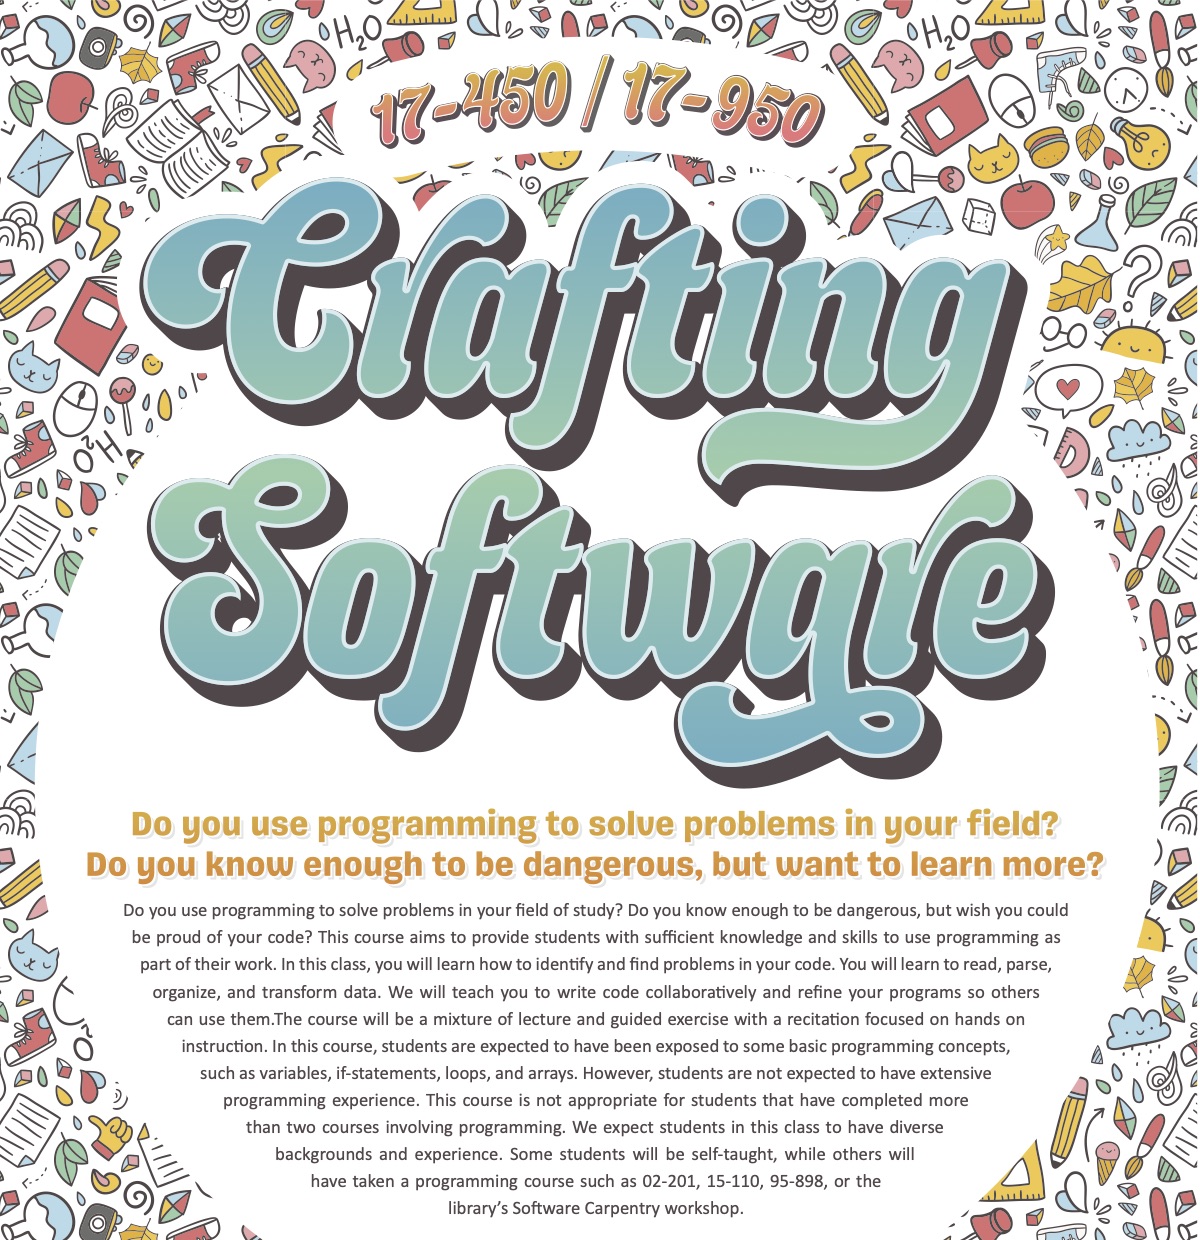 H₂O
H₂O
17-450 / 17-950
Crafting
Software
H₂O
Do you use programming to solve problems in your field?
Do you know enough to be dangerous, but want to learn more?
Do you use programming to solve problems in your field of study? Do you know enough to be dangerous, but wish you could
be proud of your code? This course aims to provide students with sufficient knowledge and skills to use programming as
part of their work. In this class, you will learn how to identify and find problems in your code. You will learn to read, parse,
organize, and transform data. We will teach you to write code collaboratively and refine your programs so others
can use them.The course will be a mixture of lecture and guided exercise with a recitation focused on hands on
instruction. In this course, students are expected to have been exposed to some basic programming concepts,
such as variables, if-statements, loops, and arrays. However, students are not expected to have extensive
programming experience. This course is not appropriate for students that have completed more
than two courses involving programming. We expect students in this class to have diverse
backgrounds and experience. Some students will be self-taught, while others will
have taken a programming course such as 02-201, 15-110, 95-898, or the
library's Software Carpentry workshop.